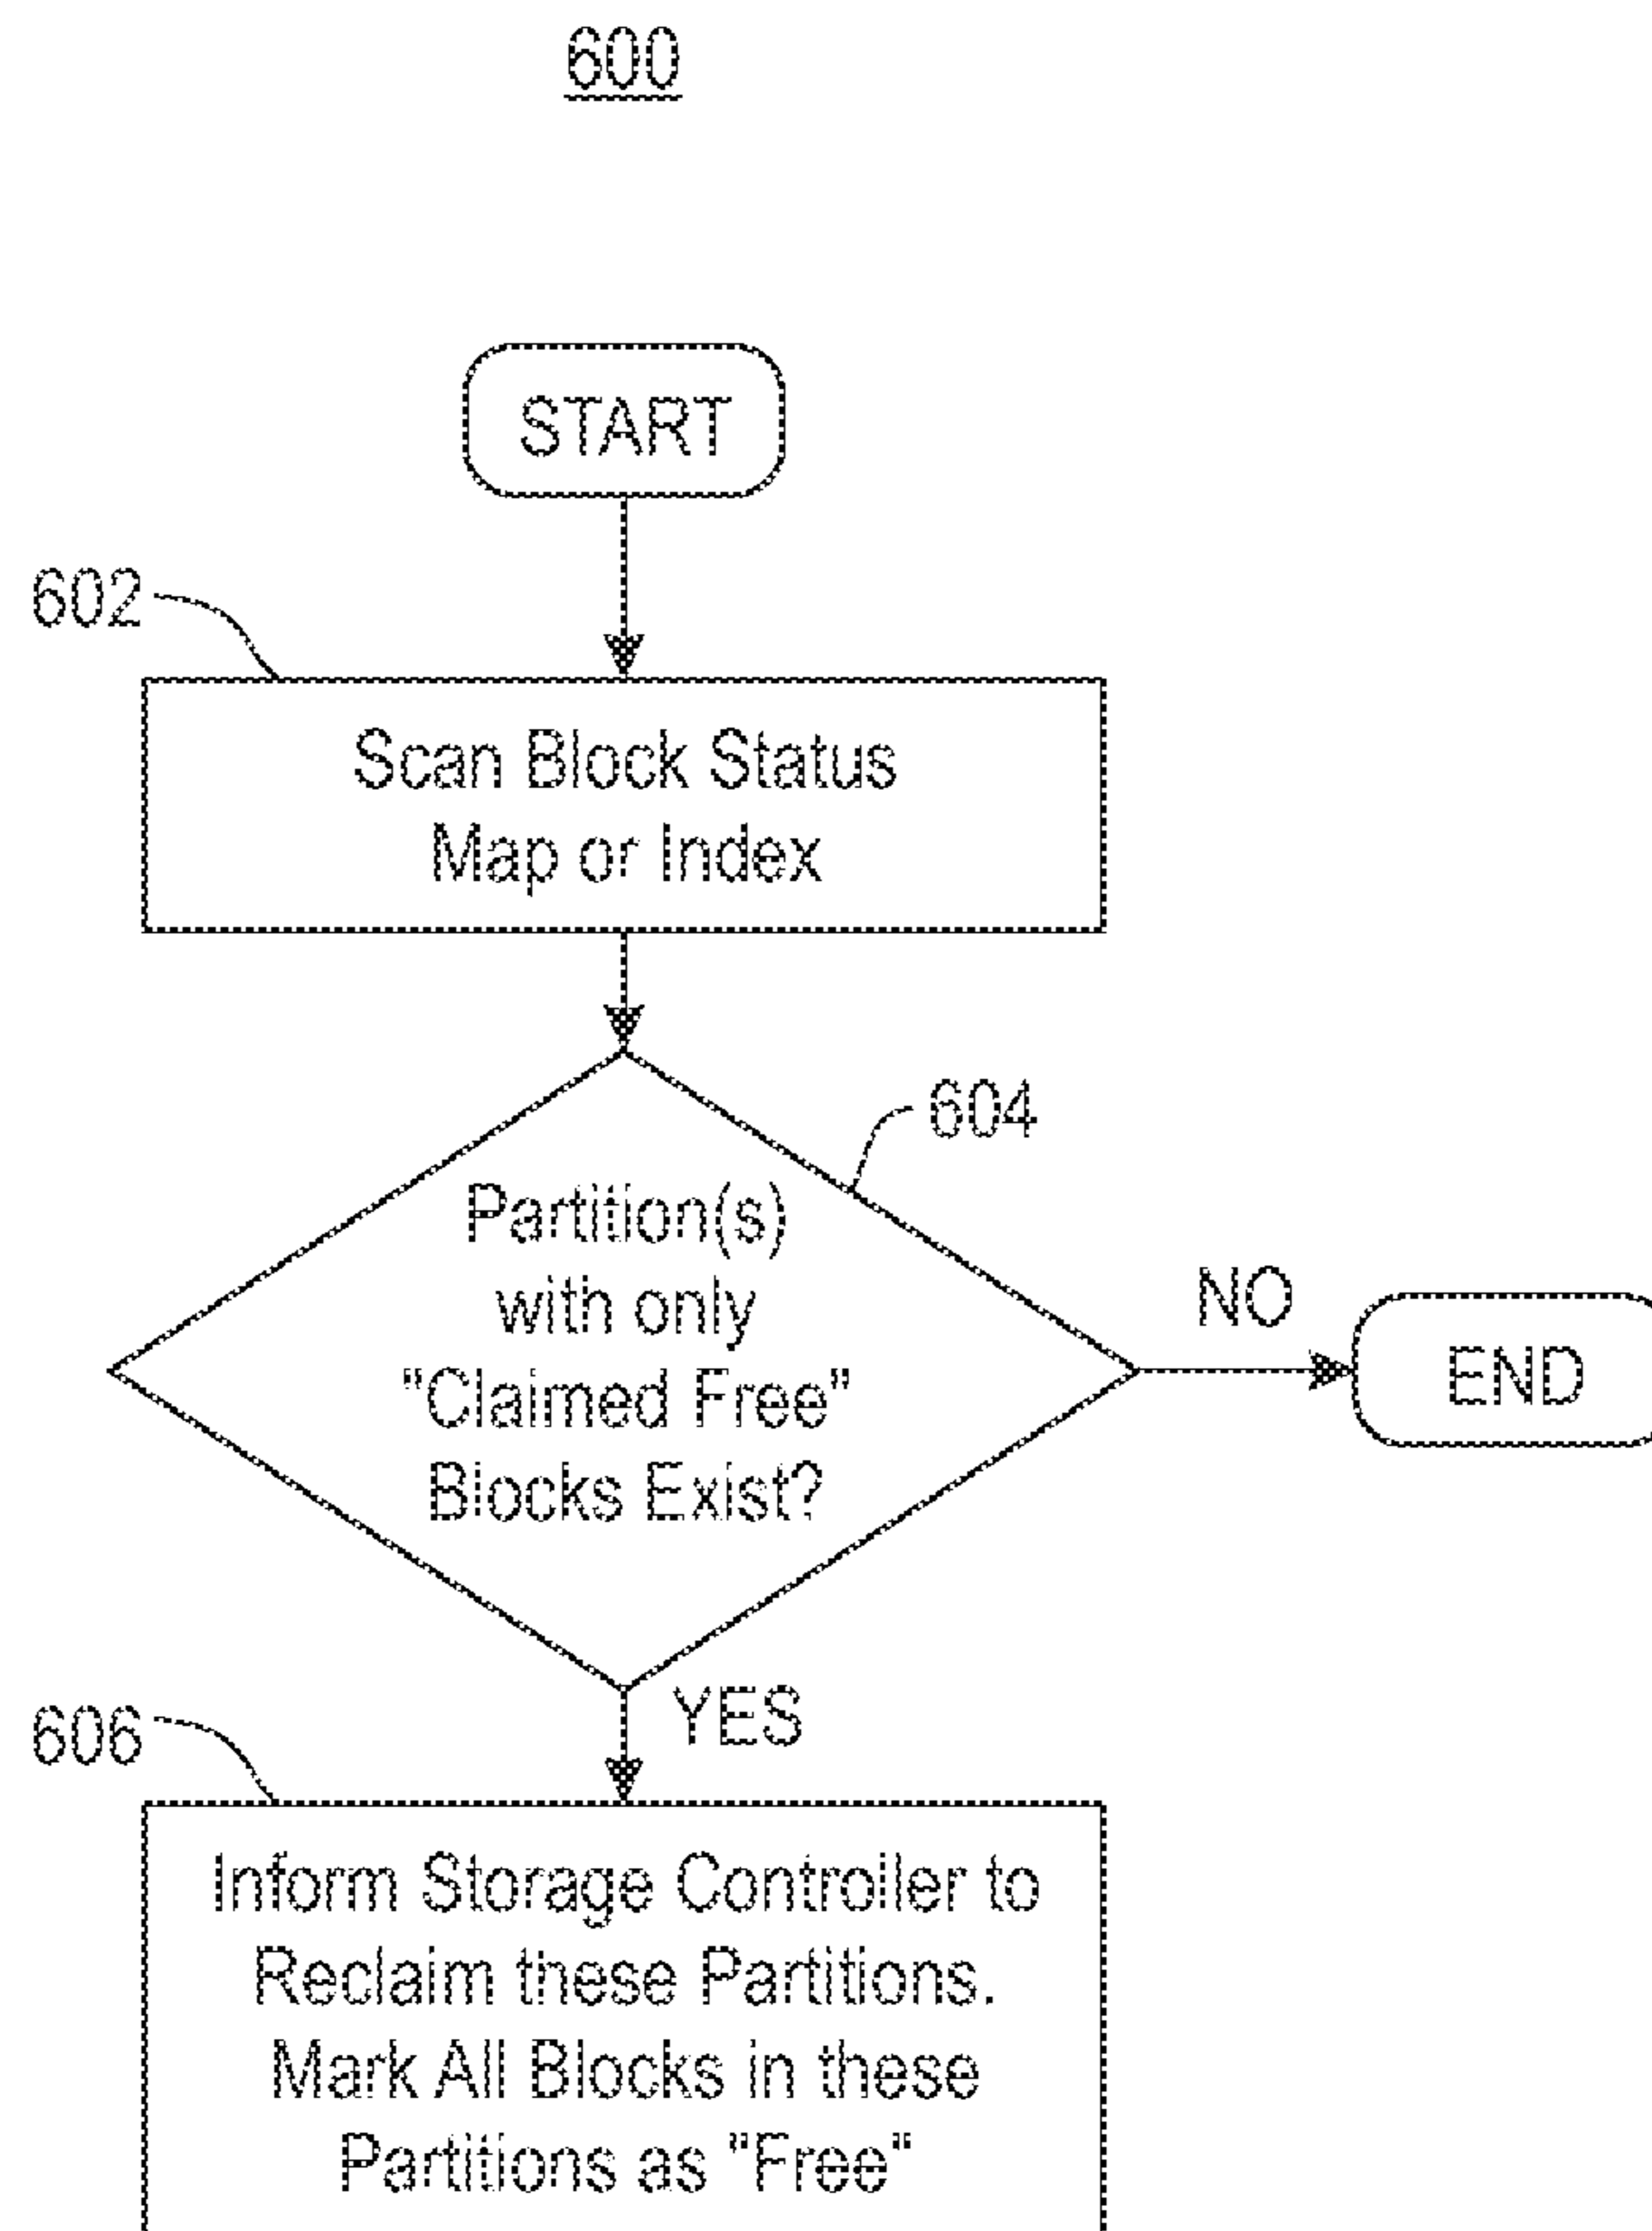 600
START
602
Scan Block Status
Map or Index
604
Partition(s)
with only
"Claimed Free"
Blocks Exist?
NO
END
YES
606
Inform Storage Controller to
Reclaim these Partitions.
Mark All Blocks in these
Partitions as "Free"